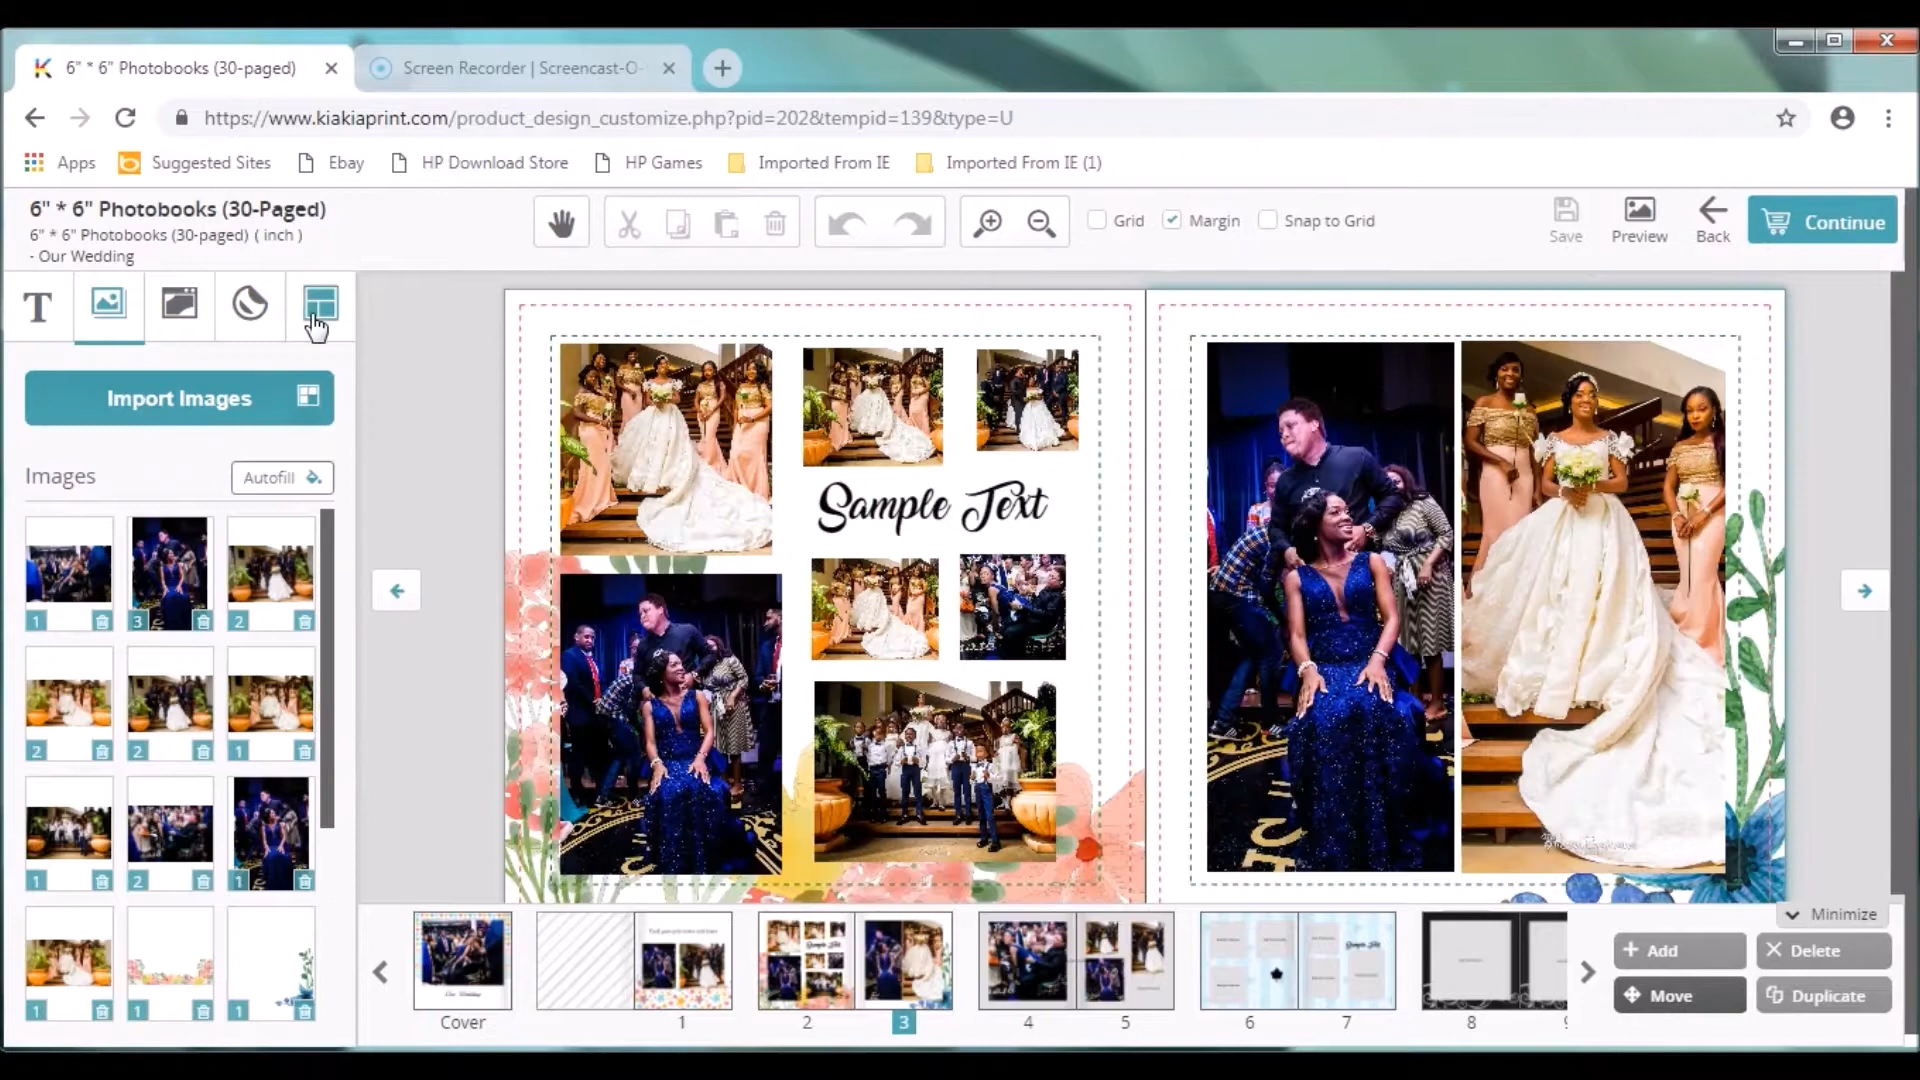 6" * 6" Photobooks (30-paged)
Screen Recorder | Screencast-O-
https://www.kiakiaprint.com/product_design_customize.php?pid=202&tempid=139&type=U
Apps
Suggested Sites
Ebay
HP Download Store
HP Games
Imported From IE
Imported From IE (1)
6" * 6" Photobooks (30-Paged)
6" * 6" Photobooks (30-paged) ( inch )
- Our Wedding
Grid
Margin
Snap to Grid
Save
Preview
Back
Continue
T
Import Images
Images
Autofill
1
3
2
2
2
1
1
2
1
1
1
1
Sample Text
Minimize
Add
Delete
Move
Duplicate
Cover
1
2
3
4
5
6
7
8